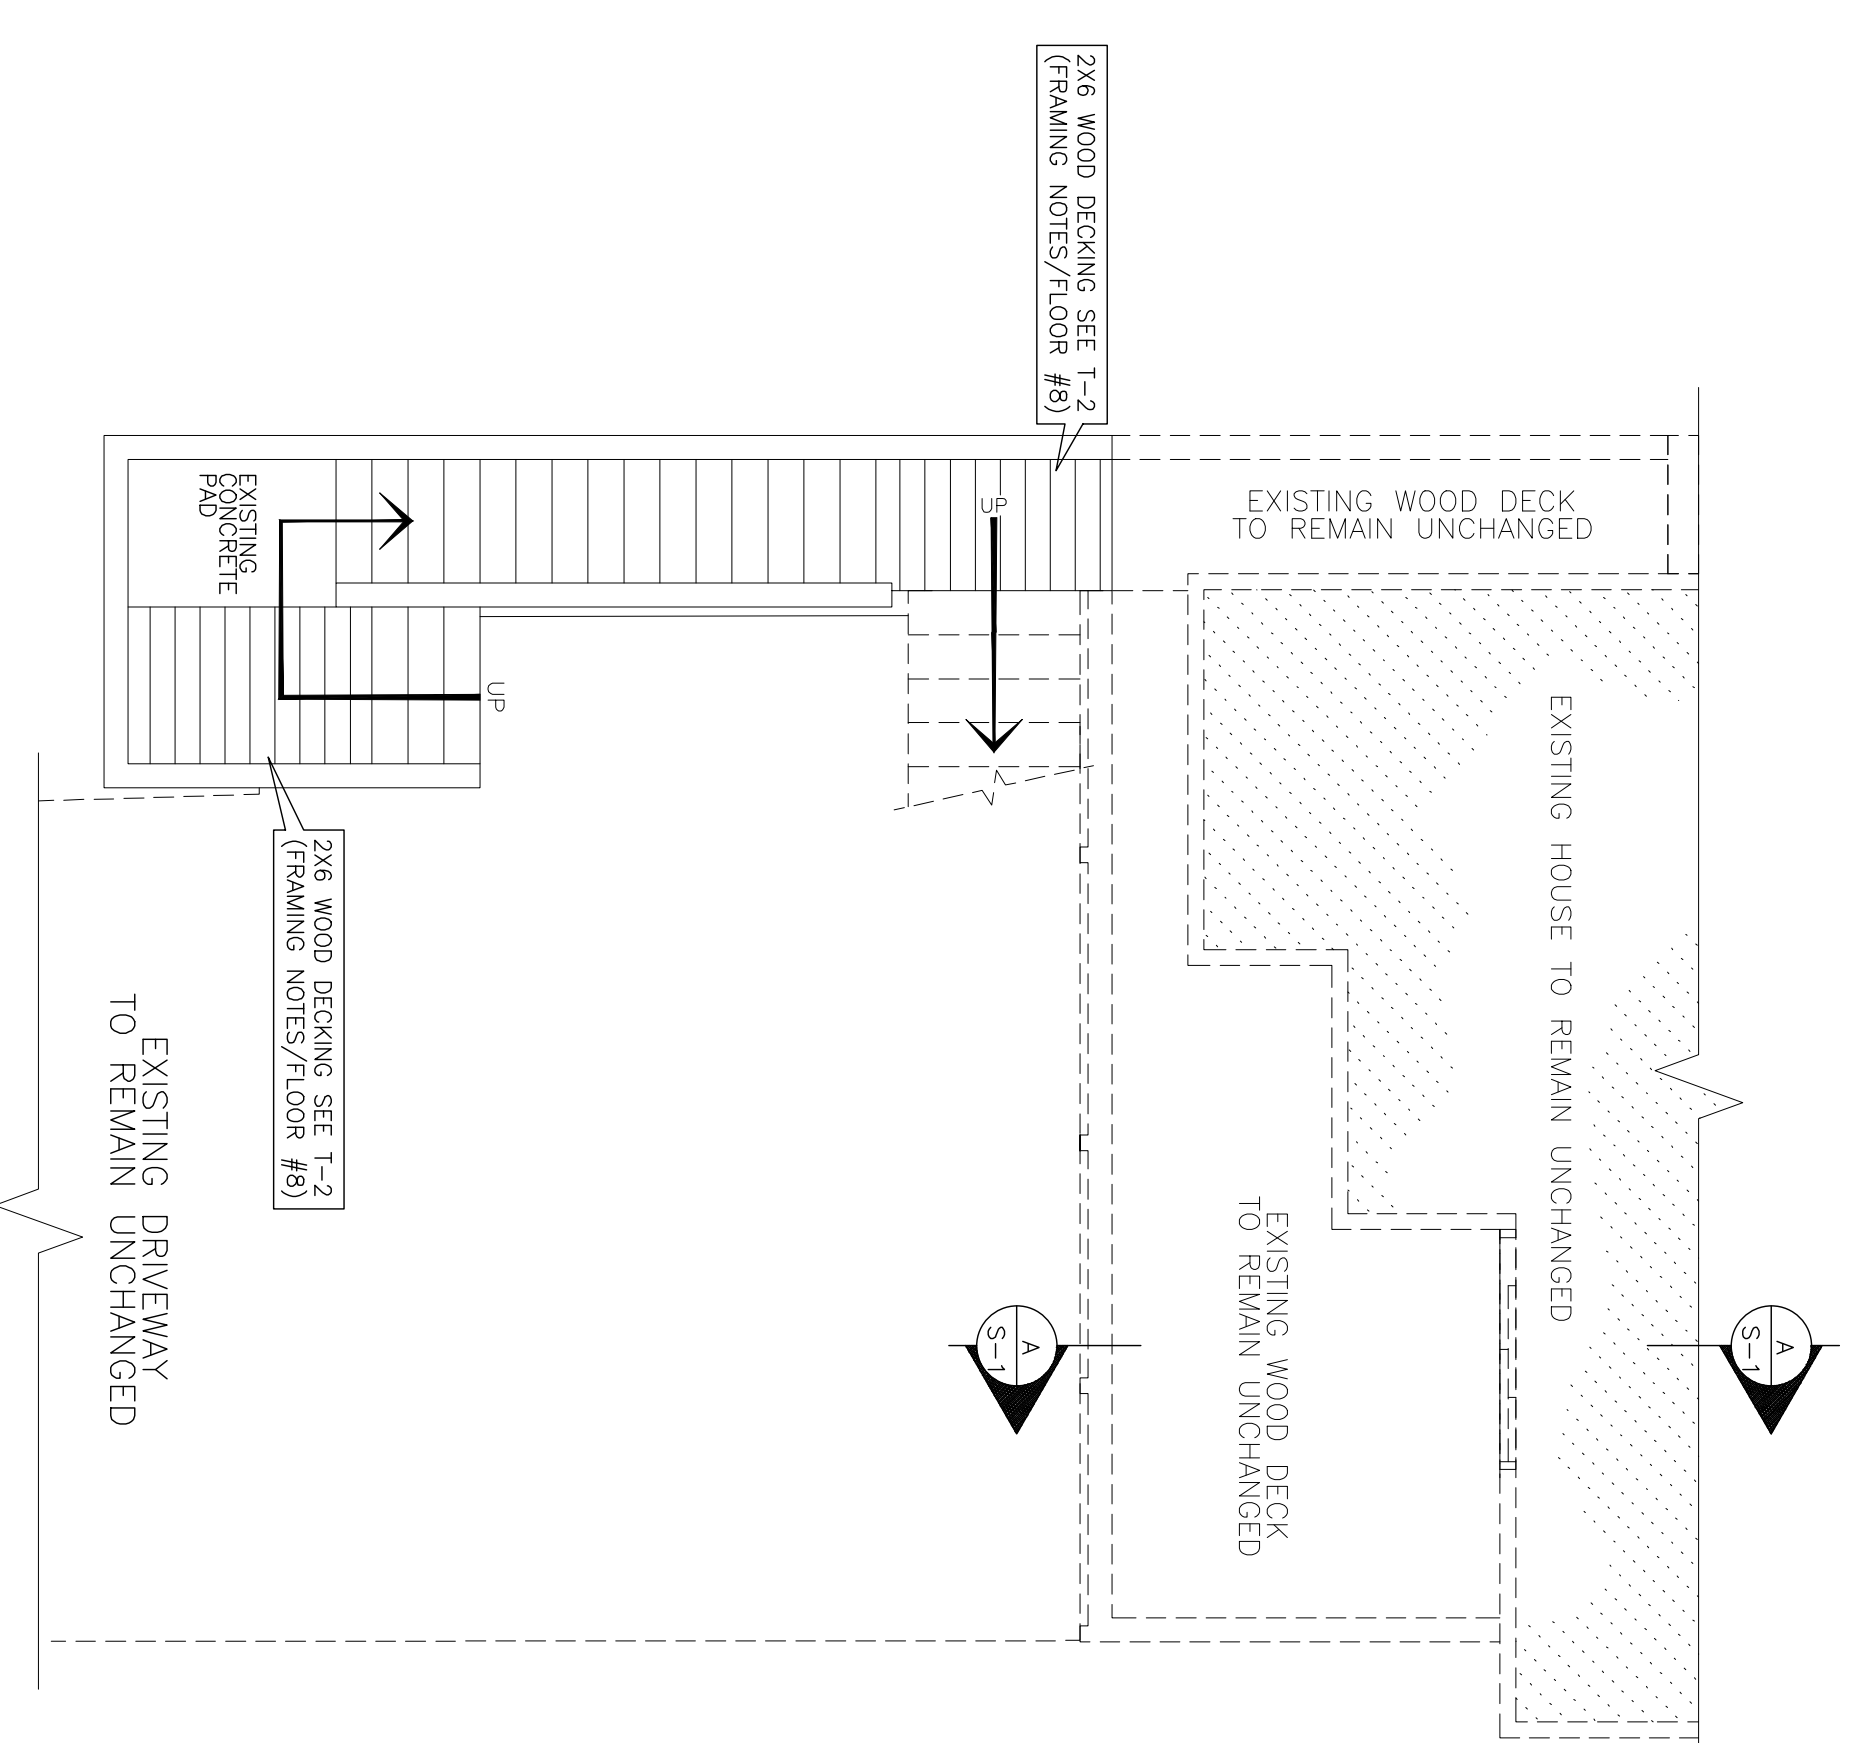 2X6 WOOD DECKING SEE T-2
(FRAMING NOTES/FLOOR #8)
EXISTING WOOD DECK
TO REMAIN UNCHANGED
UP
EXISTING
CONCRETE
PAD
UP
EXISTING HOUSE TO REMAIN UNCHANGED
2X6 WOOD DECKING SEE T-2
(FRAMING NOTES/FLOOR #8)
EXISTING DRIVEWAY
TO REMAIN UNCHANGED
EXISTING WOOD DECK
TO REMAIN UNCHANGED
A
S-1
A
S-1